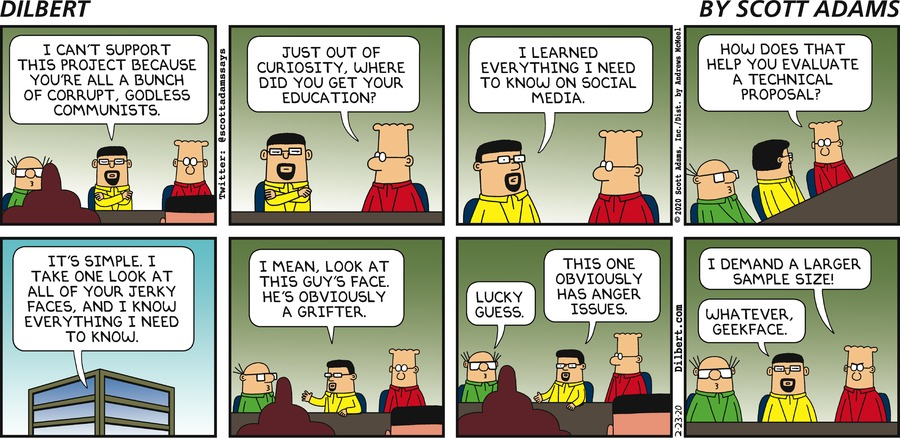 DILBERT
BY SCOTT ADAMS
I CAN'T SUPPORT
THIS PROJECT BECAUSE
YOU'RE ALL A BUNCH
OF CORRUPT, GODLESS
COMMUNISTS.
Twitter: @scottadamssays
JUST OUT OF
CURIOSITY, WHERE
DID YOU GET YOUR
EDUCATION?
I LEARNED
EVERYTHING I NEED
TO KNOW ON SOCIAL
MEDIA.
©2020 Scott Adams, Inc./Dist. by Andrews McMeel
HOW DOES THAT
HELP YOU EVALUATE
A TECHNICAL
PROPOSAL?
IT'S SIMPLE. I
TAKE ONE LOOK AT
ALL OF YOUR JERKY
FACES, AND I KNOW
EVERYTHING I NEED
TO KNOW.
I MEAN, LOOK AT
THIS GUY'S FACE.
HE'S OBVIOUSLY
A GRIFTER.
LUCKY
GUESS.
THIS ONE
OBVIOUSLY
HAS ANGER
ISSUES.
2-23-20 Dilbert.com
I DEMAND A LARGER
SAMPLE SIZE!
WHATEVER,
GEEKFACE.